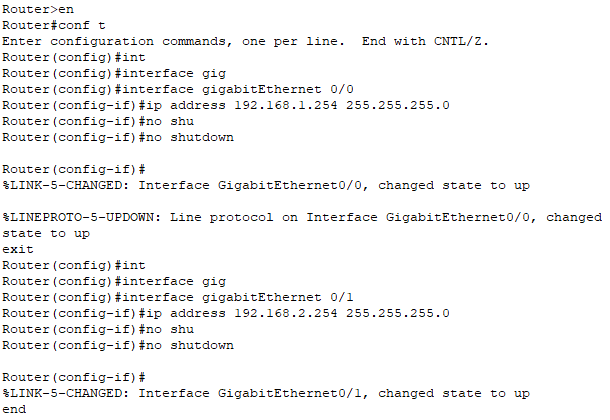 Router>en
Router#conf t
Enter configuration commands, one per line.  End with CNTL/Z.
Router(config)#int
Router(config)#interface gig
Router(config)#interface gigabitEthernet 0/0
Router(config-if)#ip address 192.168.1.254 255.255.255.0
Router(config-if)#no shu
Router(config-if)#no shutdown
Router(config-if)#
%LINK-5-CHANGED: Interface GigabitEthernet0/0, changed state to up
%LINEPROTO-5-UPDOWN: Line protocol on Interface GigabitEthernet0/0, changed
state to up
exit
Router(config)#int
Router(config)#interface gig
Router(config)#interface gigabitEthernet 0/1
Router(config-if)#ip address 192.168.2.254 255.255.255.0
Router(config-if)#no shu
Router(config-if)#no shutdown
Router(config-if)#
%LINK-5-CHANGED: Interface GigabitEthernet0/1, changed state to up
end